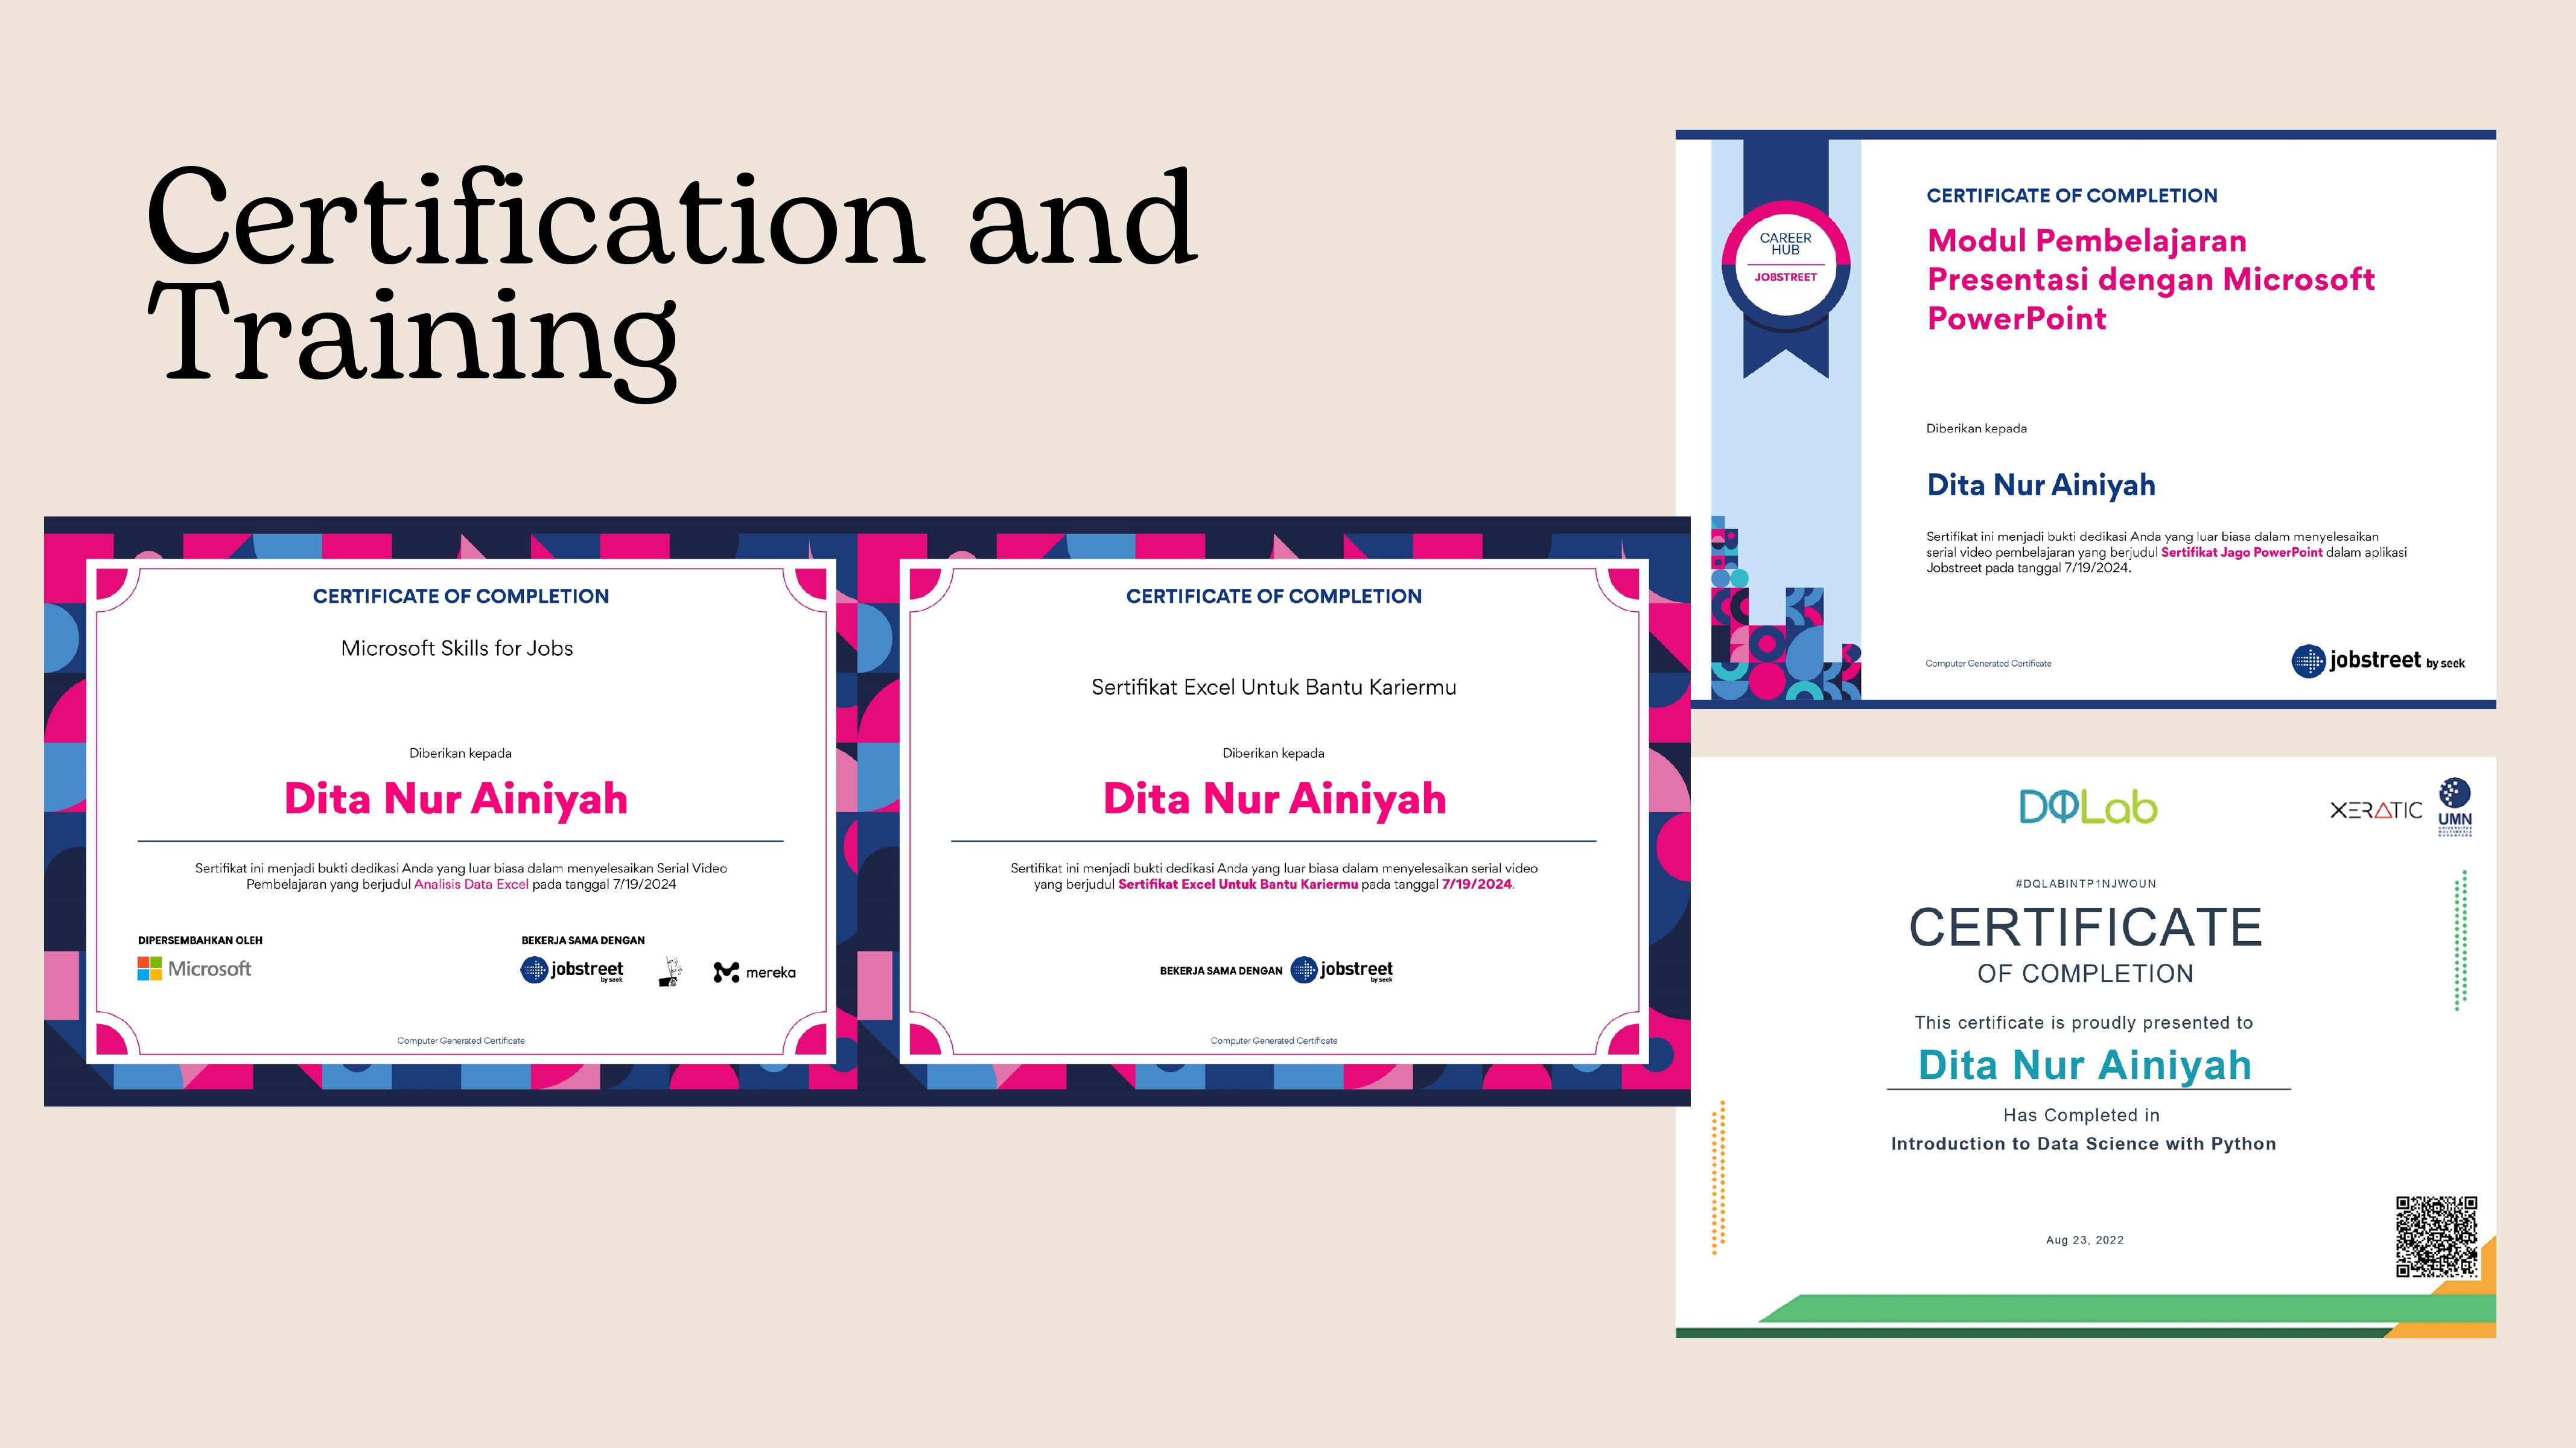 Certification and
Training
CERTIFICATE OF COMPLETION
Microsoft Skills for Jobs
Diberikan kepada
Dita Nur Ainiyah
Sertifikat ini menjadi bukti dedikasi Anda yang luar biasa dalam menyelesaikan Serial Video
Pembelajaran yang berjudul Analisis Data Excel pada tanggal 7/19/2024
DIPERSEMBAHKAN OLEH
Microsoft
BEKERJA SAMA DENGAN
jobstreet
by seek
mereka
Computer Generated Certificate
CERTIFICATE OF COMPLETION
Sertifikat Excel Untuk Bantu Kariermu
Diberikan kepada
Dita Nur Ainiyah
Sertifikat ini menjadi bukti dedikasi Anda yang luar biasa dalam menyelesaikan serial video
yang berjudul Sertifikat Excel Untuk Bantu Kariermu pada tanggal 7/19/2024.
BEKERJA SAMA DENGAN jobstreet
by seek
Computer Generated Certificate
CAREER
HUB
JOBSTREET
CERTIFICATE OF COMPLETION
Modul Pembelajaran
Presentasi dengan Microsoft
PowerPoint
Diberikan kepada
Dita Nur Ainiyah
Sertifikat ini menjadi bukti dedikasi Anda yang luar biasa dalam menyelesaikan
serial video pembelajaran yang berjudul Sertifikat Jago PowerPoint dalam aplikasi
Jobstreet pada tanggal 7/19/2024.
Computer Generated Certificate
jobstreet by seek
DQLab
XERATIC
UMN
UNIVERSITAS
MULTIMEDIA
NUSANTARA
#DQLABINTP1NJWOUN
CERTIFICATE
OF COMPLETION
This certificate is proudly presented to
Dita Nur Ainiyah
Has Completed in
Introduction to Data Science with Python
Aug 23, 2022